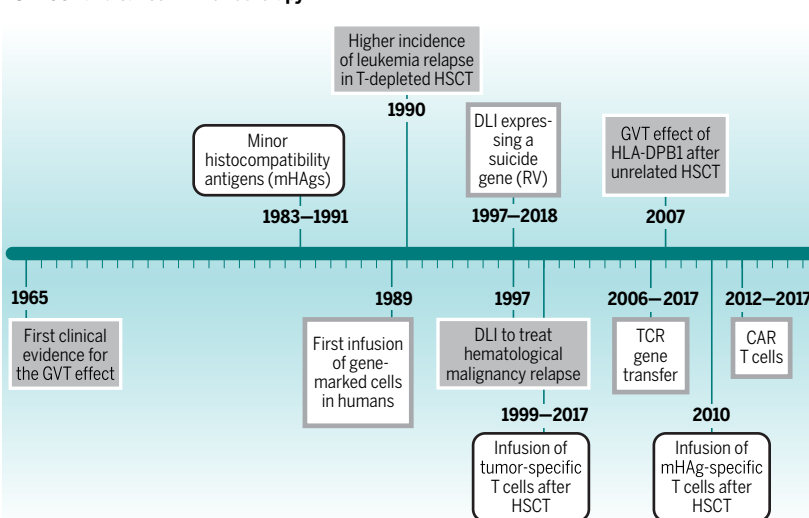 Higher incidence
of leukemia relapse
in T-depleted HSCT
1990
Minor
histocompatibility
antigens (mHAgs)
1983–1991
DLI expres-
sing a
suicide
gene (RV)
1997–2018
GVT effect of
HLA-DPB1 after
unrelated HSCT
2007
1965
First clinical
evidence for
the GVT effect
1989
First infusion
of gene-
marked cells
in humans
1997
DLI to treat
hematological
malignancy relapse
1999–2017
Infusion of
tumor-specific
T cells after
HSCT
2006–2017
TCR
gene
transfer
2010
Infusion of
mHAg-specific
T cells after
HSCT
2012–2017
CAR
T cells